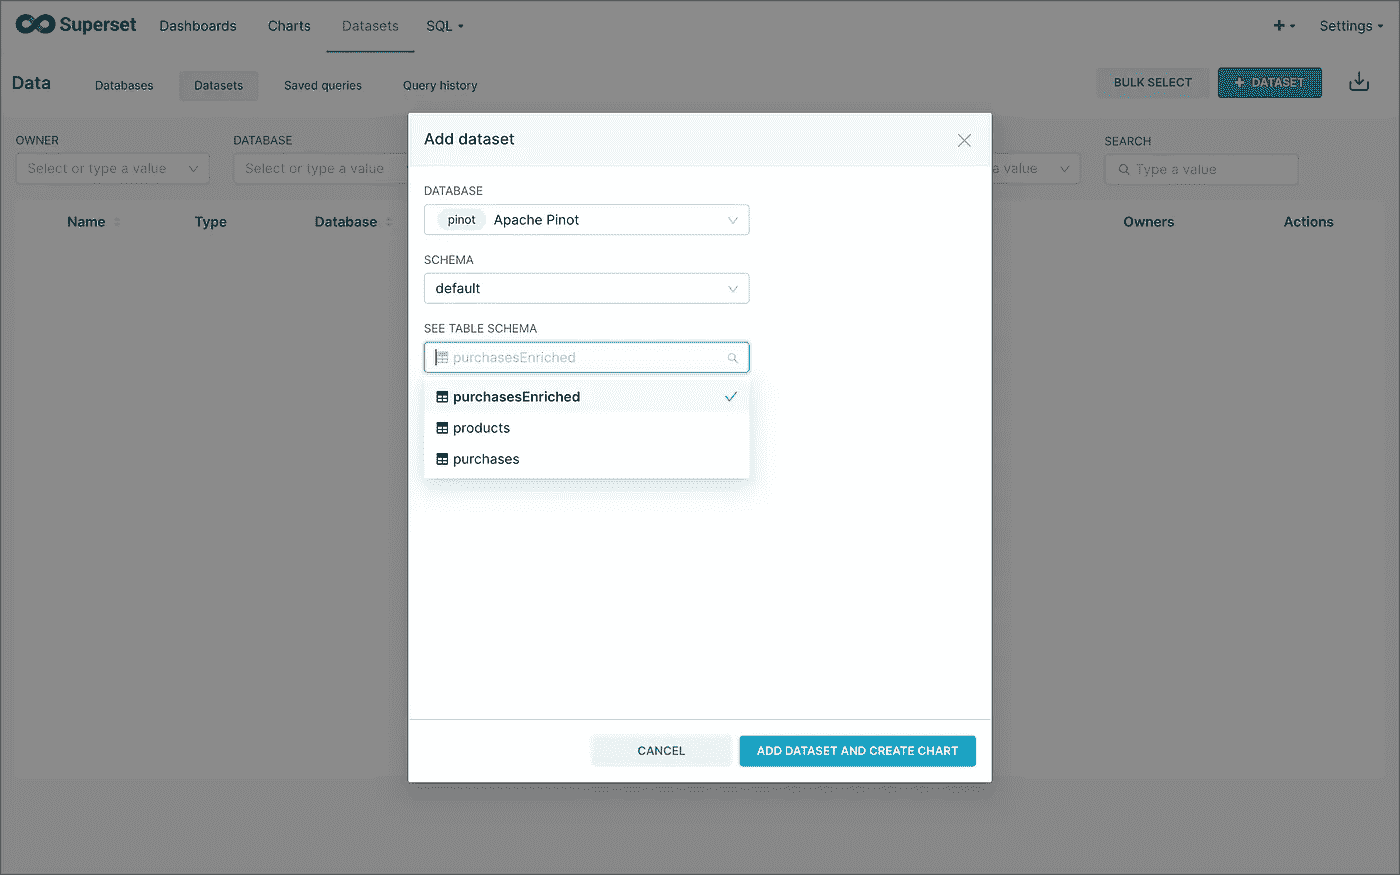 Superset Dashboards Charts Datasets SQL + Settings
Data Databases Datasets Saved queries Query history BULK SELECT + DATASET
OWNER DATABASE SEARCH
Select or type a value Select or type a value a value Type a value
Name Type Database Owners Actions
Add dataset
DATABASE
pinot Apache Pinot
SCHEMA
default
SEE TABLE SCHEMA
purchasesEnriched
purchasesEnriched
products
purchases
CANCEL ADD DATASET AND CREATE CHART